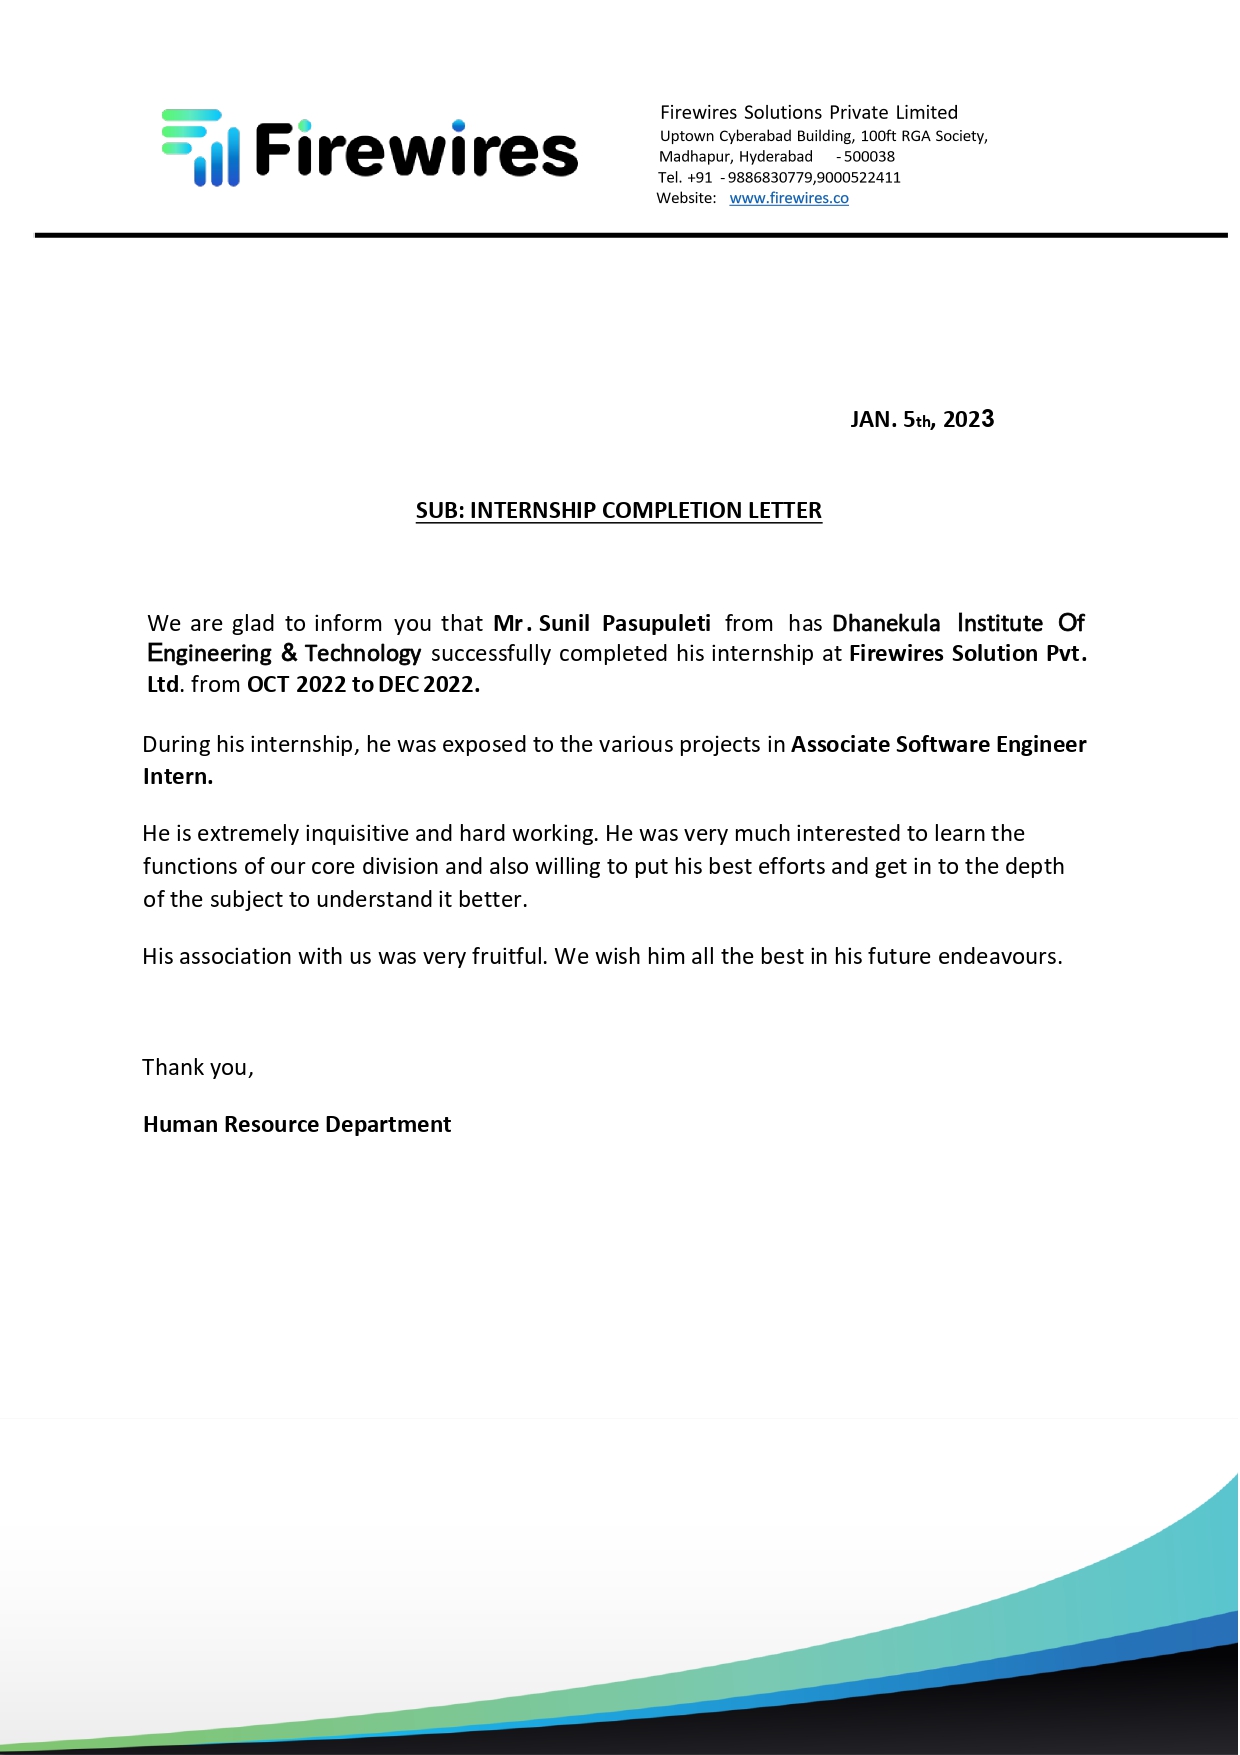 Firewires
Firewires Solutions Private Limited
Uptown Cyberabad Building, 100ft RGA Society,
Madhapur, Hyderabad - 500038
Tel. +91 - 9886830779,9000522411
Website: www.firewires.co
JAN. 5th, 2023
SUB: INTERNSHIP COMPLETION LETTER
We are glad to inform you that Mr. Sunil Pasupuleti from has Dhanekula Institute Of
Engineering & Technology successfully completed his internship at Firewires Solution Pvt.
Ltd. from OCT 2022 to DEC 2022.
During his internship, he was exposed to the various projects in Associate Software Engineer
Intern.
He is extremely inquisitive and hard working. He was very much interested to learn the
functions of our core division and also willing to put his best efforts and get in to the depth
of the subject to understand it better.
His association with us was very fruitful. We wish him all the best in his future endeavours.
Thank you,
Human Resource Department